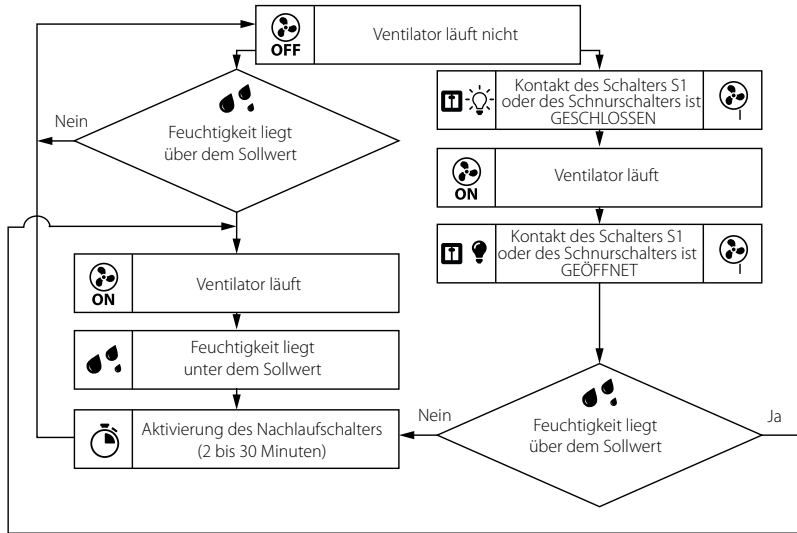 OFF
Ventilator läuft nicht
Nein
Feuchtigkeit liegt
über dem Sollwert
Kontakt des Schalters S1
oder des Schnurschalters ist
GESCHLOSSEN
ON
Ventilator läuft
Kontakt des Schalters S1
oder des Schnurschalters ist
GEÖFFNET
ON
Ventilator läuft
Feuchtigkeit liegt
unter dem Sollwert
Aktivierung des Nachlaufschalters
(2 bis 30 Minuten)
Nein
Feuchtigkeit liegt
über dem Sollwert
Ja